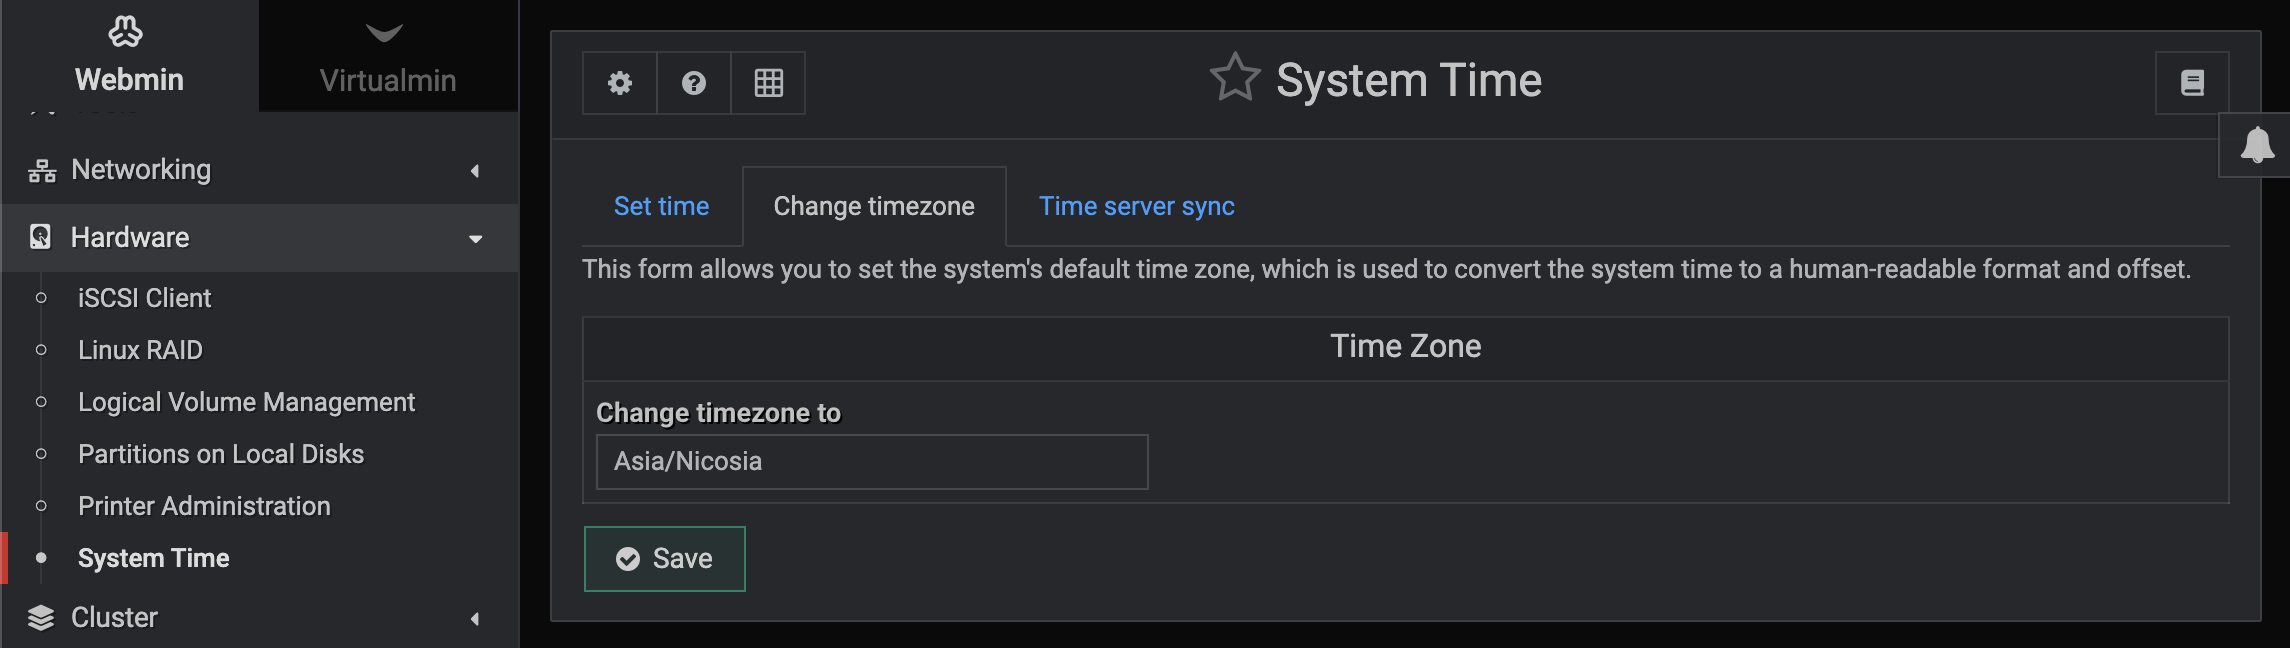 Webmin
Virtualmin
Networking
Hardware
iSCSI Client
Linux RAID
Logical Volume Management
Partitions on Local Disks
Printer Administration
System Time
Cluster
System Time
Set time
Change timezone
Time server sync
This form allows you to set the system's default time zone, which is used to convert the system time to a human-readable format and offset.
Time Zone
Change timezone to
Asia/Nicosia
Save